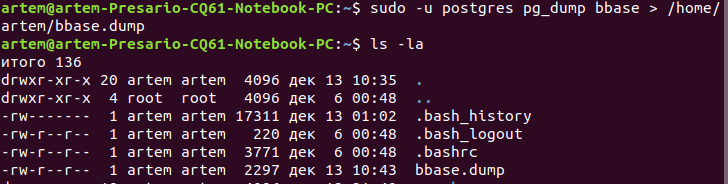 artem@artem-Presario-CQ61-Notebook-PC:~$ sudo -u postgres pg_dump bbase > /home/
artem/bbase.dump
artem@artem-Presario-CQ61-Notebook-PC:~$ ls -la
итого 136
drwxr-xr-x 20 artem artem  4096 дек 13 10:35 .
drwxr-xr-x  4 root  root   4096 дек  6 00:48 ..
-rw-------  1 artem artem 17311 дек 13 01:02 .bash_history
-rw-r--r--  1 artem artem   220 дек  6 00:48 .bash_logout
-rw-r--r--  1 artem artem  3771 дек  6 00:48 .bashrc
-rw-r--r--  1 artem artem  2297 дек 13 10:43 bbase.dump